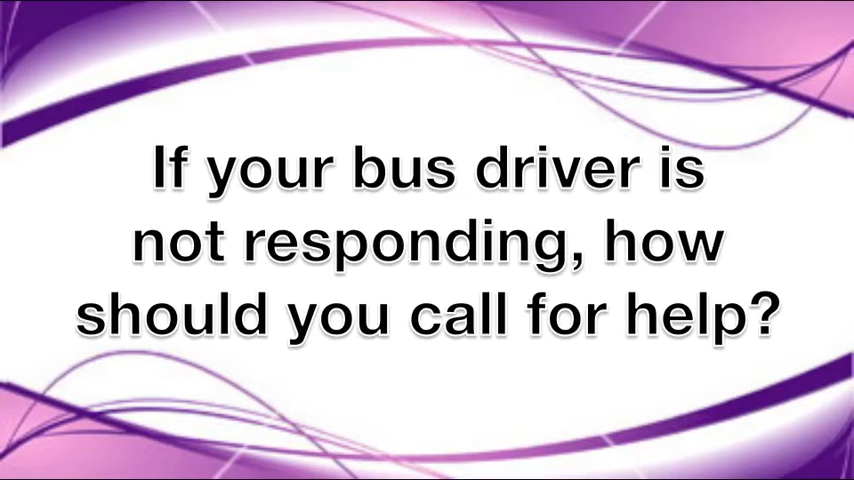 If your bus driver is
not responding, how
should you call for help?